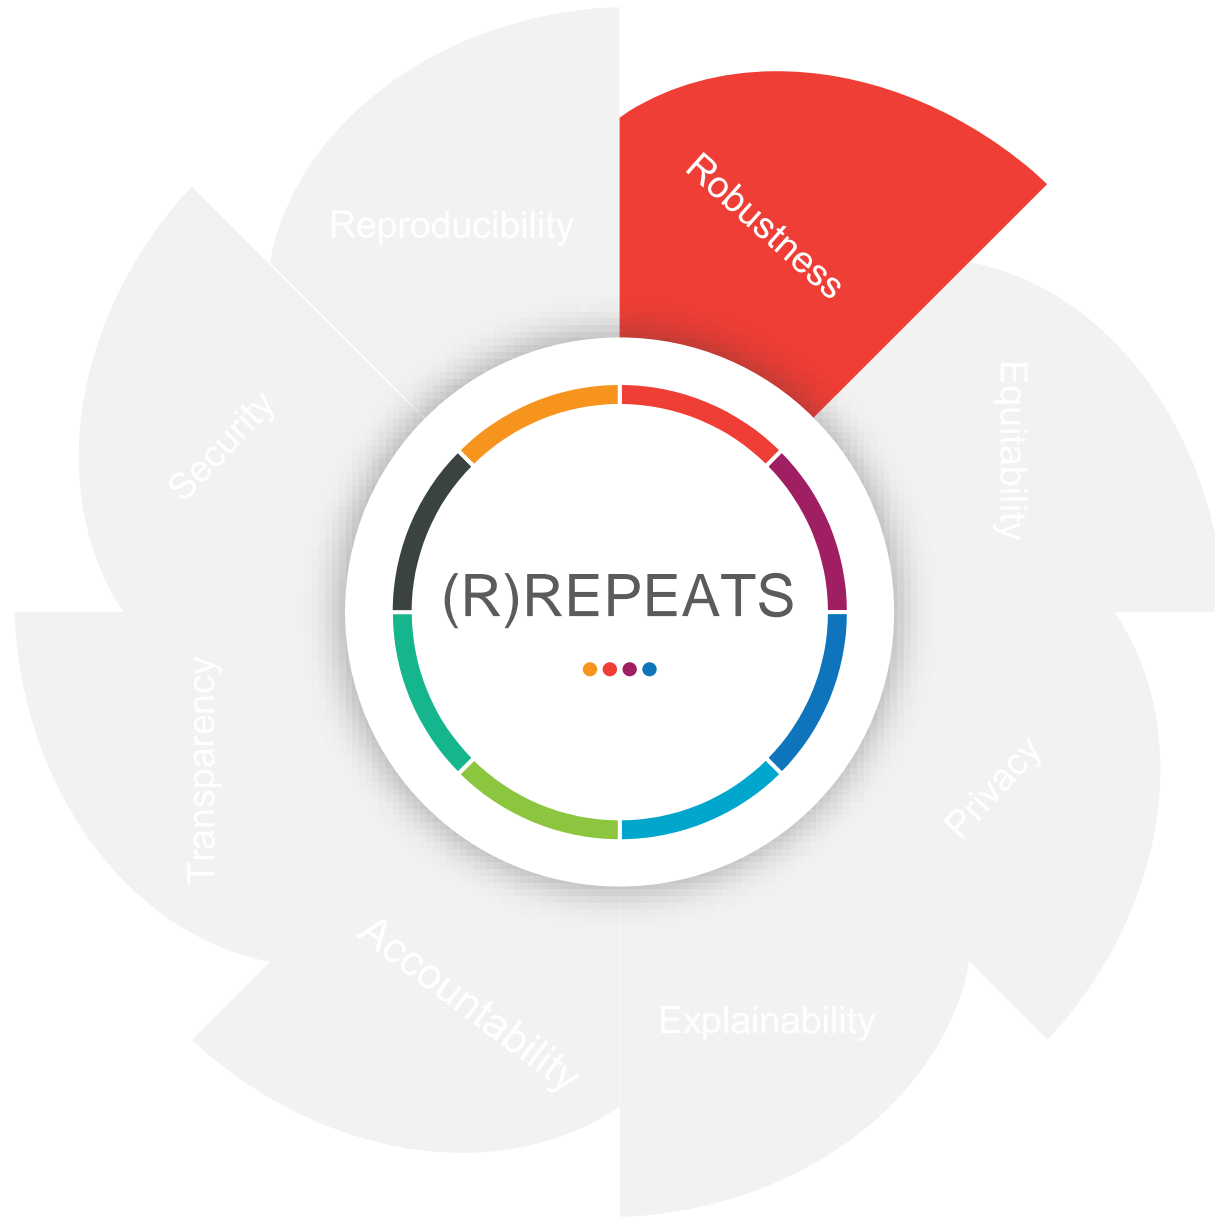 Reproducibility
Robustness
Equitability
Privacy
Explainability
Accountability
Transparency
Security
(R)REPEATS